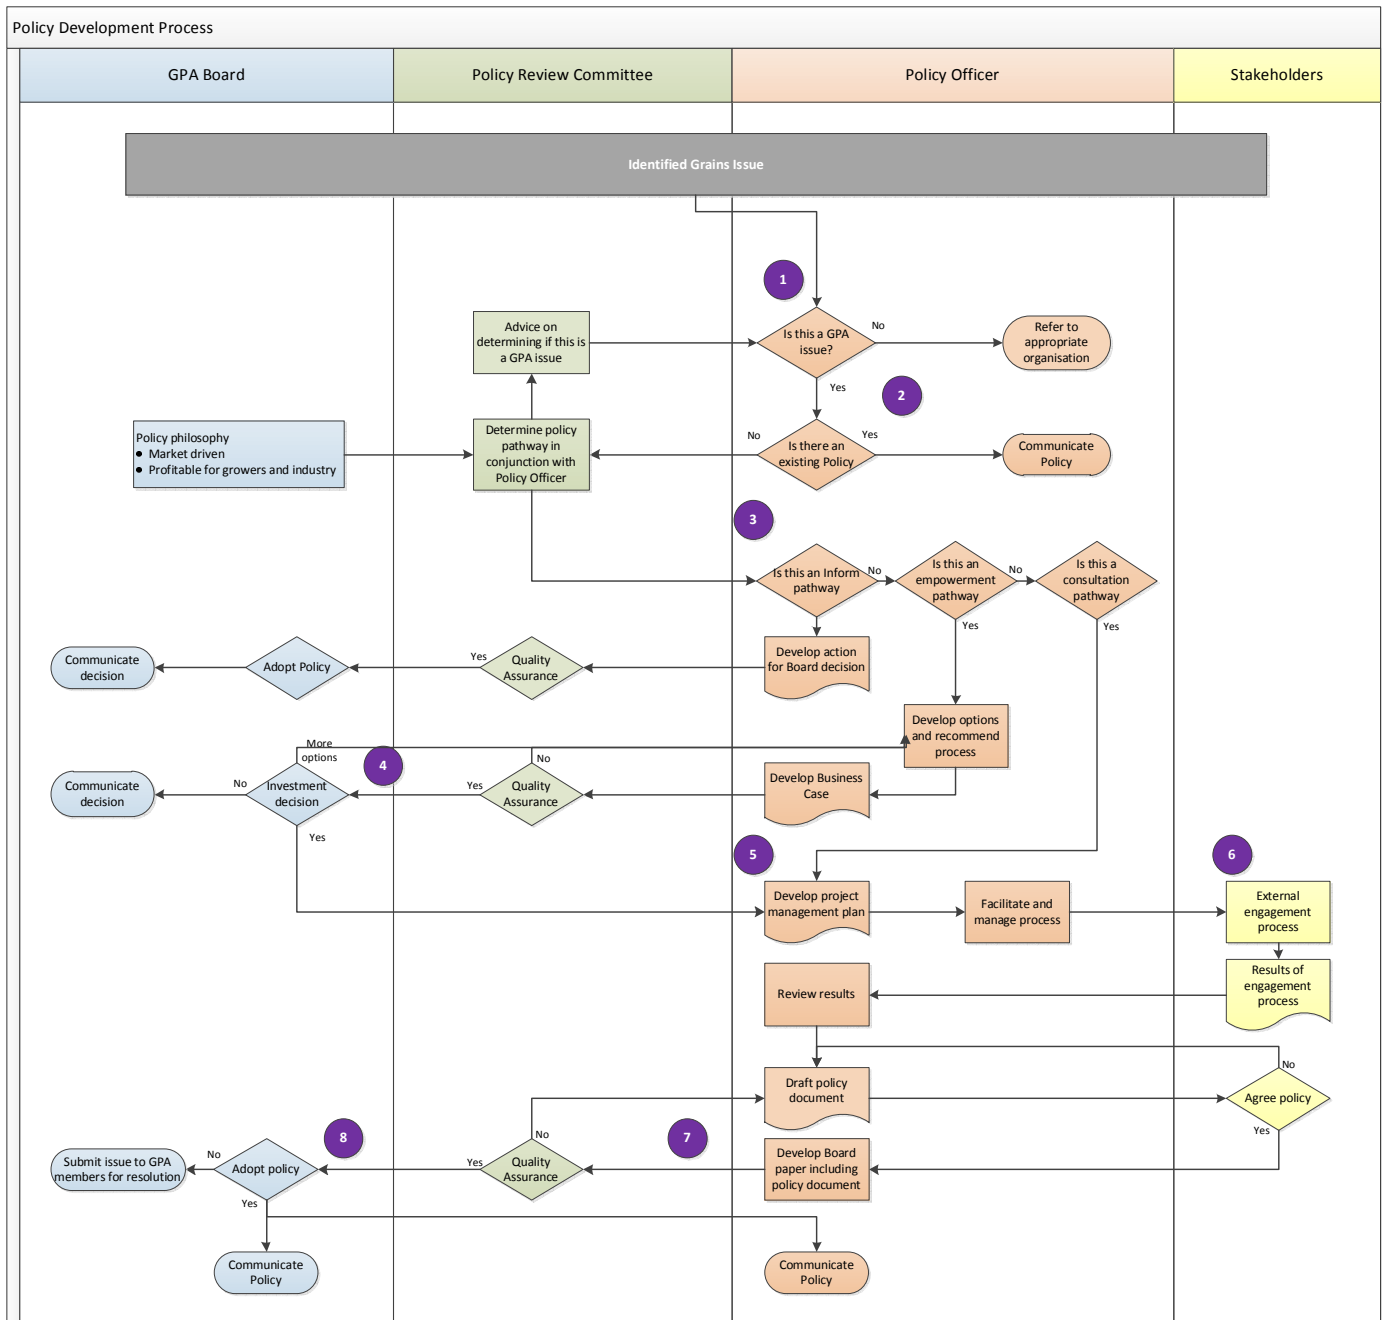 Policy Development Process
GPA Board
Policy Review Committee
Policy Officer
Stakeholders
Identified Grains Issue
1
Advice on
determining if this is
a GPA issue
Is this a GPA
issue?
No
Refer to
appropriate
organisation
Yes
2
Policy philosophy
● Market driven
● Profitable for growers and industry
Determine policy
pathway in
conjunction with
Policy Officer
No
Is there an
existing Policy
Yes
Communicate
Policy
3
Is this an Inform
pathway
No
Is this an
empowerment
pathway
No
Is this a
consultation
pathway
Yes
Yes
Communicate
decision
Adopt Policy
Yes
Quality
Assurance
Develop action
for Board decision
Develop options
and recommend
process
More
options
4
No
Communicate
decision
No
Investment
decision
Yes
Quality
Assurance
Develop Business
Case
Yes
5
6
Develop project
management plan
Facilitate and
manage process
External
engagement
process
Review results
Results of
engagement
process
No
Draft policy
document
Agree policy
Yes
No
8
7
Submit issue to GPA
members for resolution
No
Adopt policy
Yes
Quality
Assurance
Develop Board
paper including
policy document
Yes
Communicate
Policy
Communicate
Policy